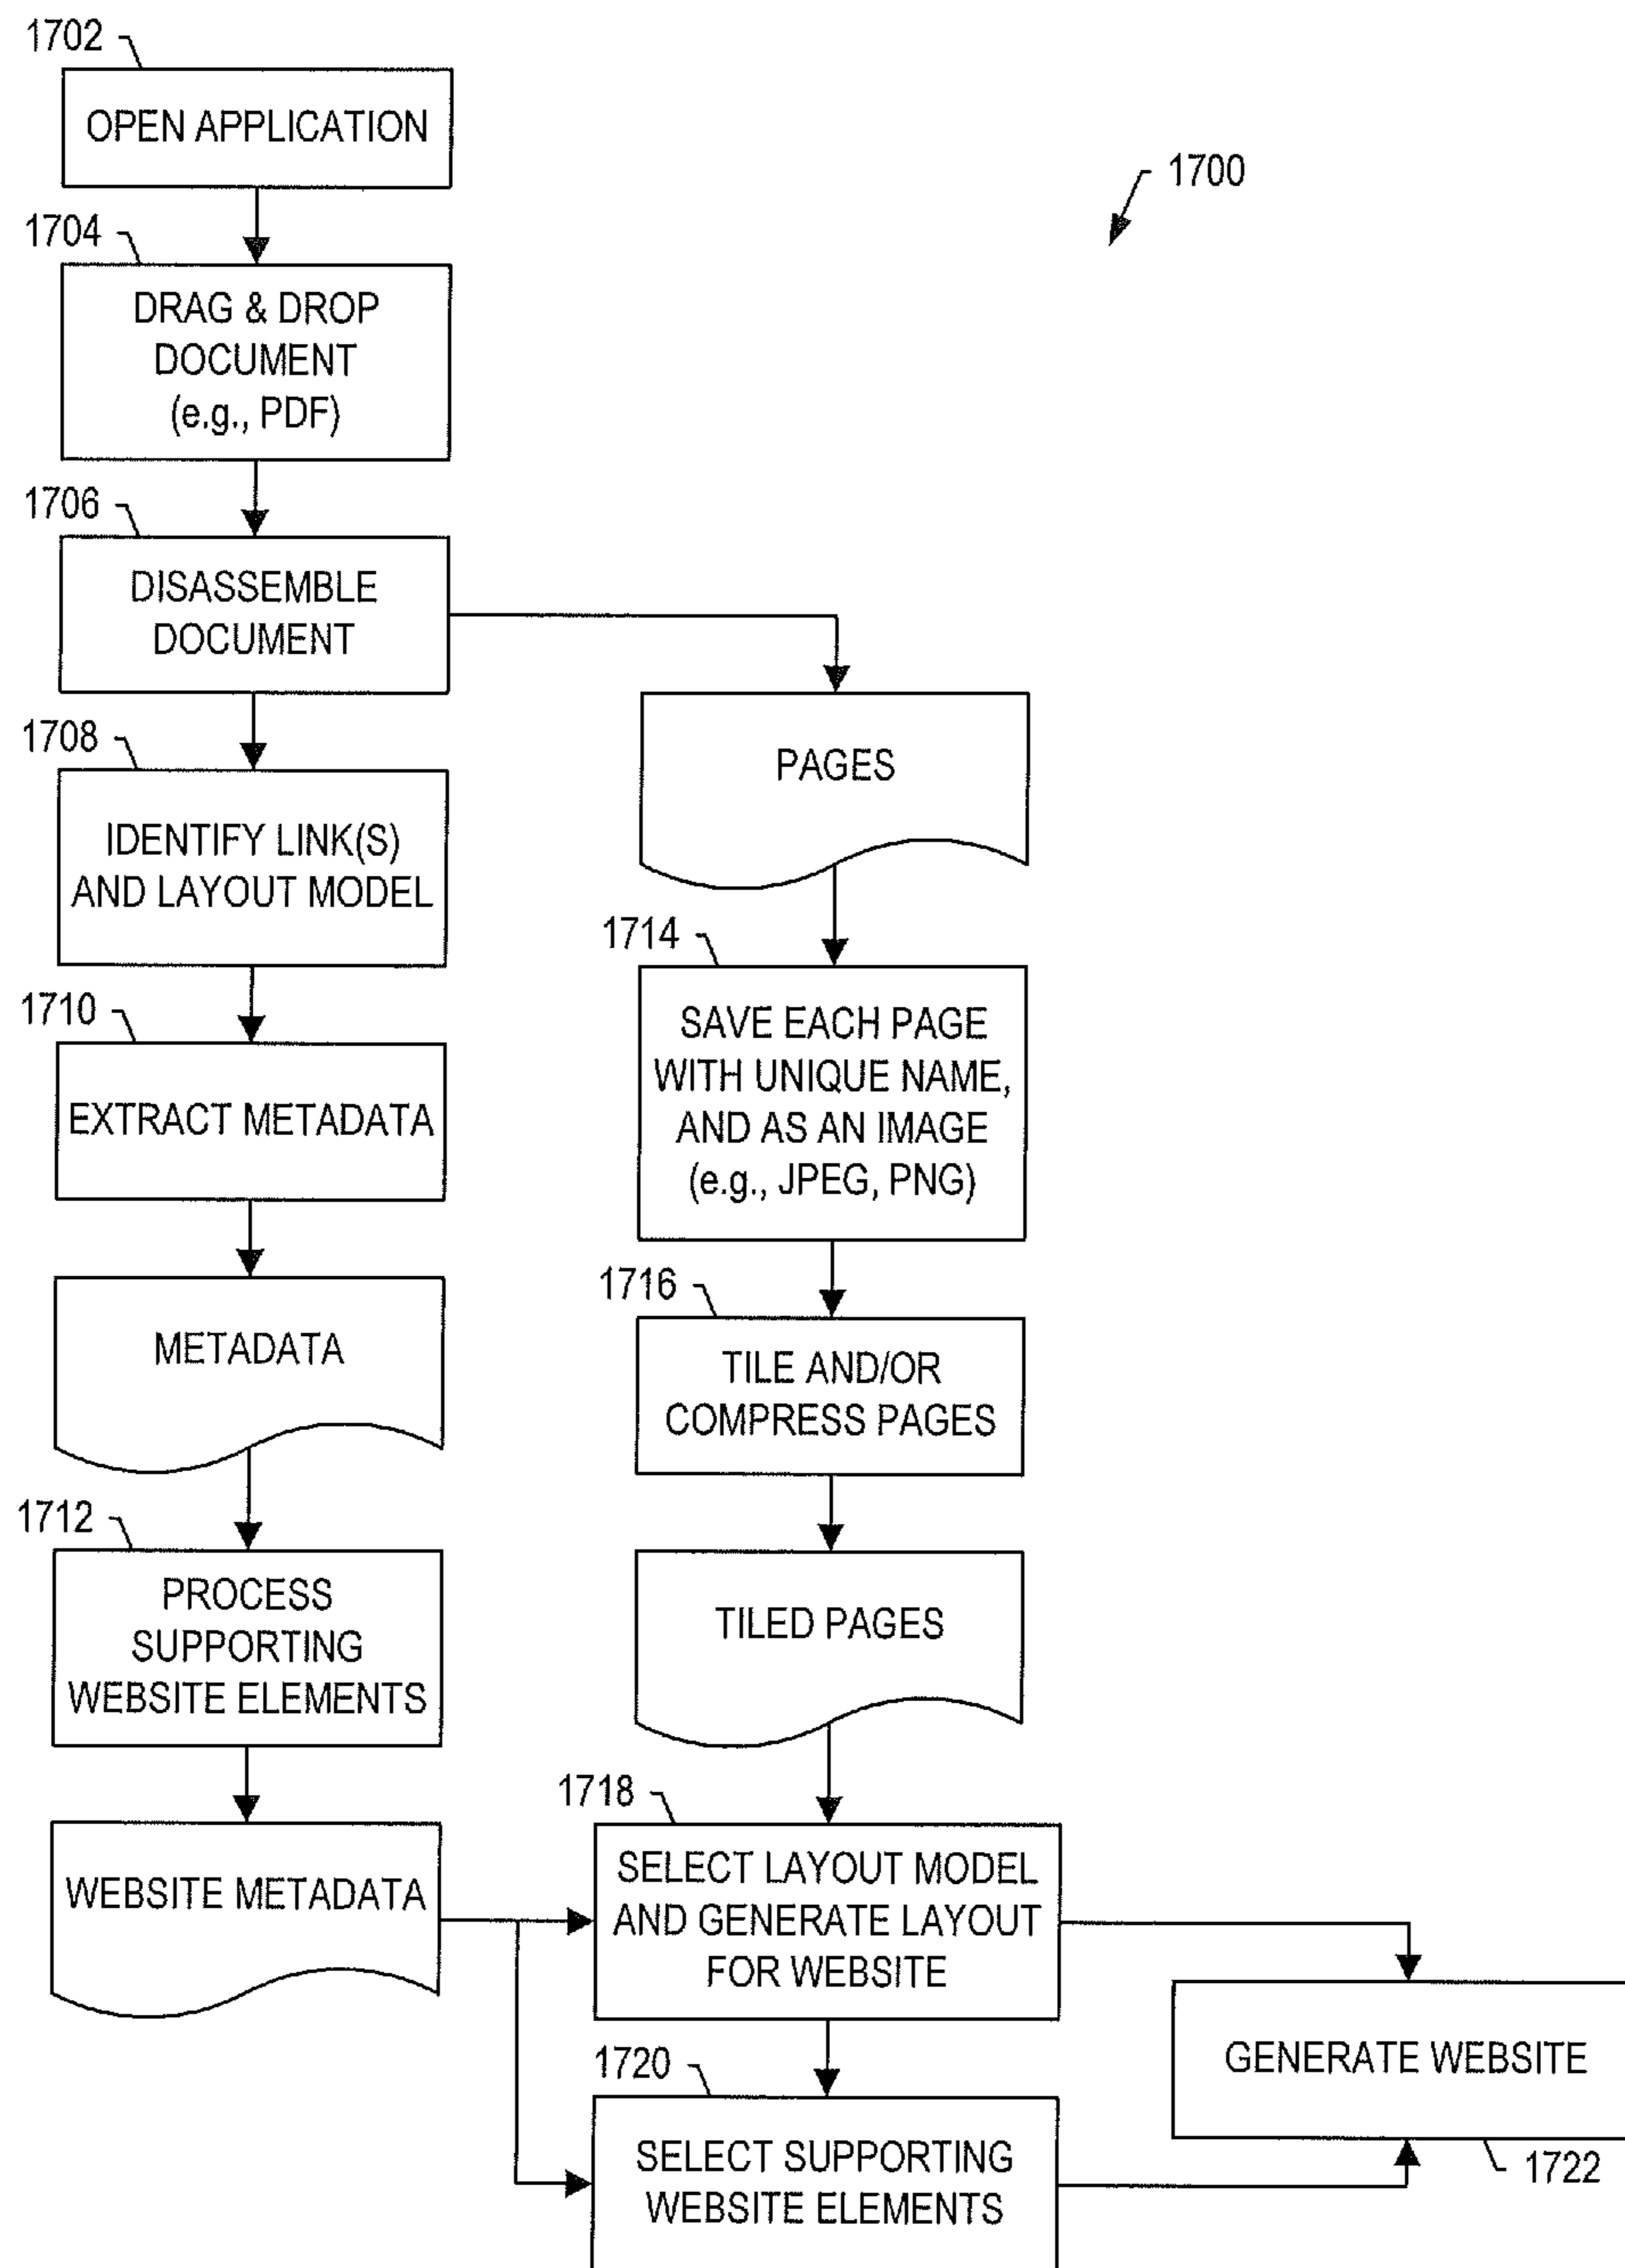 1702
OPEN APPLICATION
1700
1704
DRAG & DROP
DOCUMENT
(e.g., PDF)
1706
DISASSEMBLE
DOCUMENT
PAGES
1708
IDENTIFY LINK(S)
AND LAYOUT MODEL
1714
SAVE EACH PAGE
WITH UNIQUE NAME,
AND AS AN IMAGE
(e.g., JPEG, PNG)
1710
EXTRACT METADATA
METADATA
1716
TILE AND/OR
COMPRESS PAGES
1712
PROCESS
SUPPORTING
WEBSITE ELEMENTS
TILED PAGES
WEBSITE METADATA
1718
SELECT LAYOUT MODEL
AND GENERATE LAYOUT
FOR WEBSITE
1720
SELECT SUPPORTING
WEBSITE ELEMENTS
GENERATE WEBSITE
1722